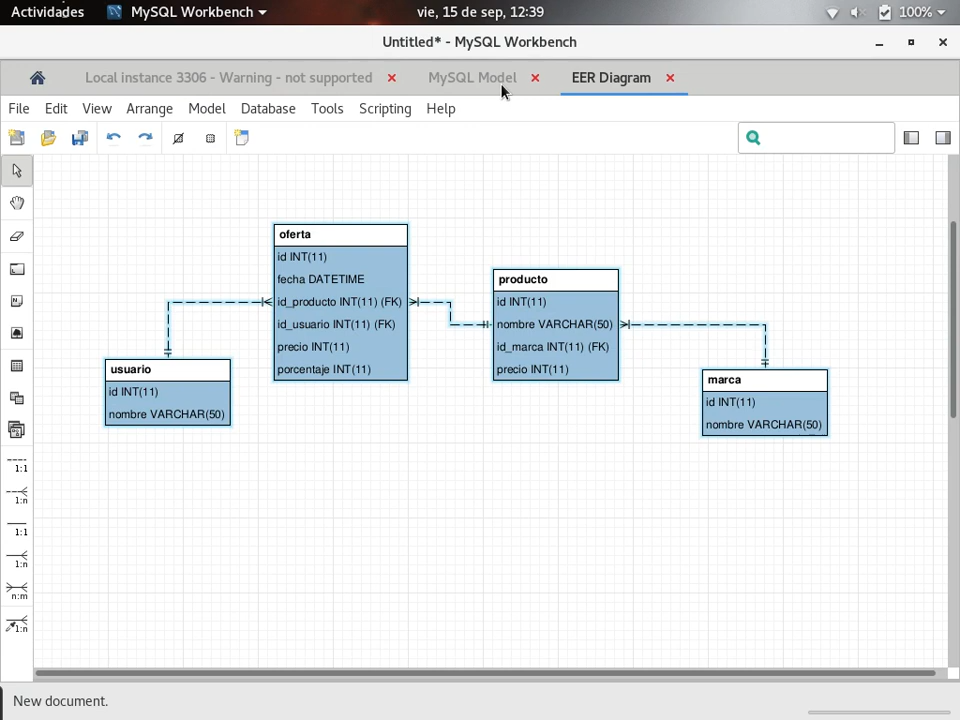 Actividades MySQL Workbench vie, 15 de sep, 12:39 100%
Untitled* - MySQL Workbench
Local instance 3306 - Warning - not supported MySQL Model EER Diagram
File Edit View Arrange Model Database Tools Scripting Help
oferta
id INT(11)
fecha DATETIME
id_producto INT(11) (FK)
id_usuario INT(11) (FK)
precio INT(11)
porcentaje INT(11)
producto
id INT(11)
nombre VARCHAR(50)
id_marca INT(11) (FK)
precio INT(11)
usuario
id INT(11)
nombre VARCHAR(50)
marca
id INT(11)
nombre VARCHAR(50)
1:1
1:n
1:1
1:n
n:m
1:n
New document.